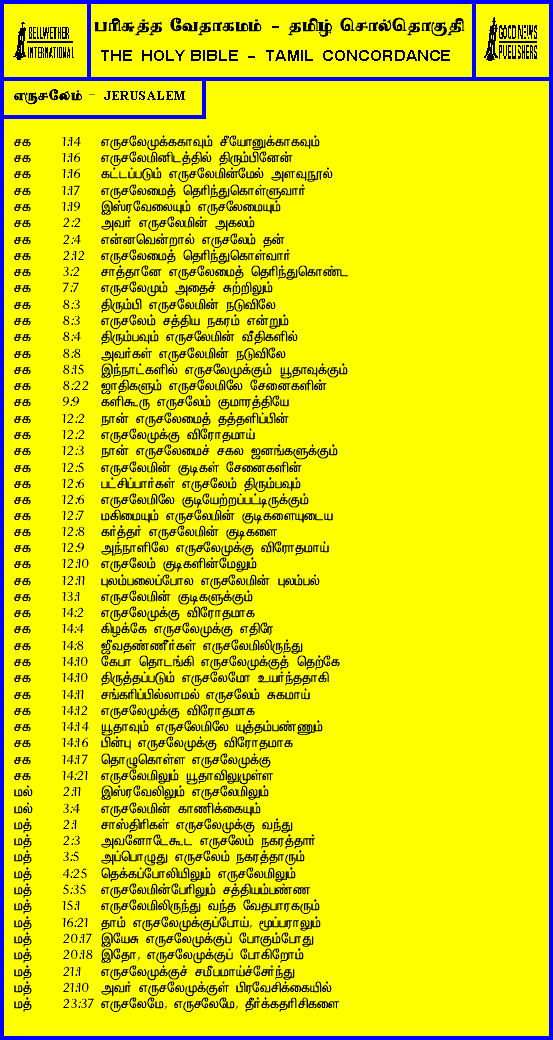 BELLWETHER
INTERNATIONAL
பரிசுத்த வேதாகமம் - தமிழ் சொல்தொகுதி
THE HOLY BIBLE - TAMIL CONCORDANCE
GOOD NEWS
PUBLISHERS
எருசலேம் - JERUSALEM
சக 1:14 எருசலேமுக்காகவும் சீயோனுக்காகவும்
சக 1:16 எருசலேமினிடத்தில் திரும்பினேன்
சக 1:16 கட்டப்படும் எருசலேமின்மேல் அளவுநூல்
சக 1:17 எருசலேமைத் தெரிந்துகொள்ளுவார்
சக 1:19 இஸ்ரவேலையும் எருசலேமையும்
சக 2:2 அவர் எருசலேமின் அகலம்
சக 2:4 என்னவென்றால் எருசலேம் தன்
சக 2:12 எருசலேமைத் தெரிந்துகொள்வார்
சக 3:2 சாத்தானே எருசலேமைத் தெரிந்துகொண்ட
சக 7:7 எருசலேமும் அதைச் சுற்றிலும்
சக 8:3 திரும்பி எருசலேமின் நடுவிலே
சக 8:3 எருசலேம் சத்திய நகரம் என்றும்
சக 8:4 திரும்பவும் எருசலேமின் வீதிகளில்
சக 8:8 அவர்கள் எருசலேமின் நடுவிலே
சக 8:15 இந்நாட்களில் எருசலேமுக்கும் யூதாவுக்கும்
சக 8:22 ஜாதிகளும் எருசலேமிலே சேனைகளின்
சக 9:9 களிகூரு எருசலேம் குமாரத்தியே
சக 12:2 நான் எருசலேமைத் தத்தளிப்பின்
சக 12:2 எருசலேமுக்கு விரோதமாய்
சக 12:3 நான் எருசலேமைச் சகல ஜனங்களுக்கும்
சக 12:5 எருசலேமின் குடிகள் சேனைகளின்
சக 12:6 பட்சிப்பார்கள் எருசலேம் திரும்பவும்
சக 12:6 எருசலேமிலே குடியேற்றப்பட்டிருக்கும்
சக 12:7 மகிமையும் எருசலேமின் குடிகளையுடைய
சக 12:8 கர்த்தர் எருசலேமின் குடிகளை
சக 12:9 அந்நாளிலே எருசலேமுக்கு விரோதமாய்
சக 12:10 எருசலேம் குடிகளின்மேலும்
சக 12:11 புலம்பலைப்போல எருசலேமின் புலம்பல்
சக 13:1 எருசலேமின் குடிகளுக்கும்
சக 14:2 எருசலேமுக்கு விரோதமாக
சக 14:4 கிழக்கே எருசலேமுக்கு எதிரே
சக 14:8 ஜீவதண்ணீர்கள் எருசலேமிலிருந்து
சக 14:10 கேபா தொடங்கி எருசலேமுக்குத் தெற்கே
சக 14:10 திருத்தப்படும் எருசலேமோ உயர்ந்ததாகி
சக 14:11 சங்கரிப்பில்லாமல் எருசலேம் சுகமாய்
சக 14:12 எருசலேமுக்கு விரோதமாக
சக 14:14 யூதாவும் எருசலேமிலே யுத்தம்பண்ணும்
சக 14:16 பின்பு எருசலேமுக்கு விரோதமாக
சக 14:17 தொழுகொள்ள எருசலேமுக்கு
சக 14:21 எருசலேமிலும் யூதாவிலுமுள்ள
மல் 2:11 இஸ்ரவேலிலும் எருசலேமிலும்
மல் 3:4 எருசலேமின் காணிக்கையும்
மத் 2:1 சாஸ்திரிகள் எருசலேமுக்கு வந்து
மத் 2:3 அவனோடேகூட எருசலேம் நகரத்தார்
மத் 3:5 அப்பொழுது எருசலேம் நகரத்தாரும்
மத் 4:25 தெக்கப்போலியிலும் எருசலேமிலும்
மத் 5:35 எருசலேமின்பேரிலும் சத்தியம்பண்ண
மத் 15:1 எருசலேமிலிருந்து வந்த வேதபாரகரும்
மத் 16:21 தாம் எருசலேமுக்குப்போய், மூப்பராலும்
மத் 20:17 இயேசு எருசலேமுக்குப் போகும்போது
மத் 20:18 இதோ, எருசலேமுக்குப் போகிறோம்
மத் 21:1 எருசலேமுக்குச் சமீபமாய்ச்சேர்ந்து
மத் 21:10 அவர் எருசலேமுக்குள் பிரவேசிக்கையில்
மத் 23:37 எருசலேமே, எருசலேமே, தீர்க்கதரிசிகளை